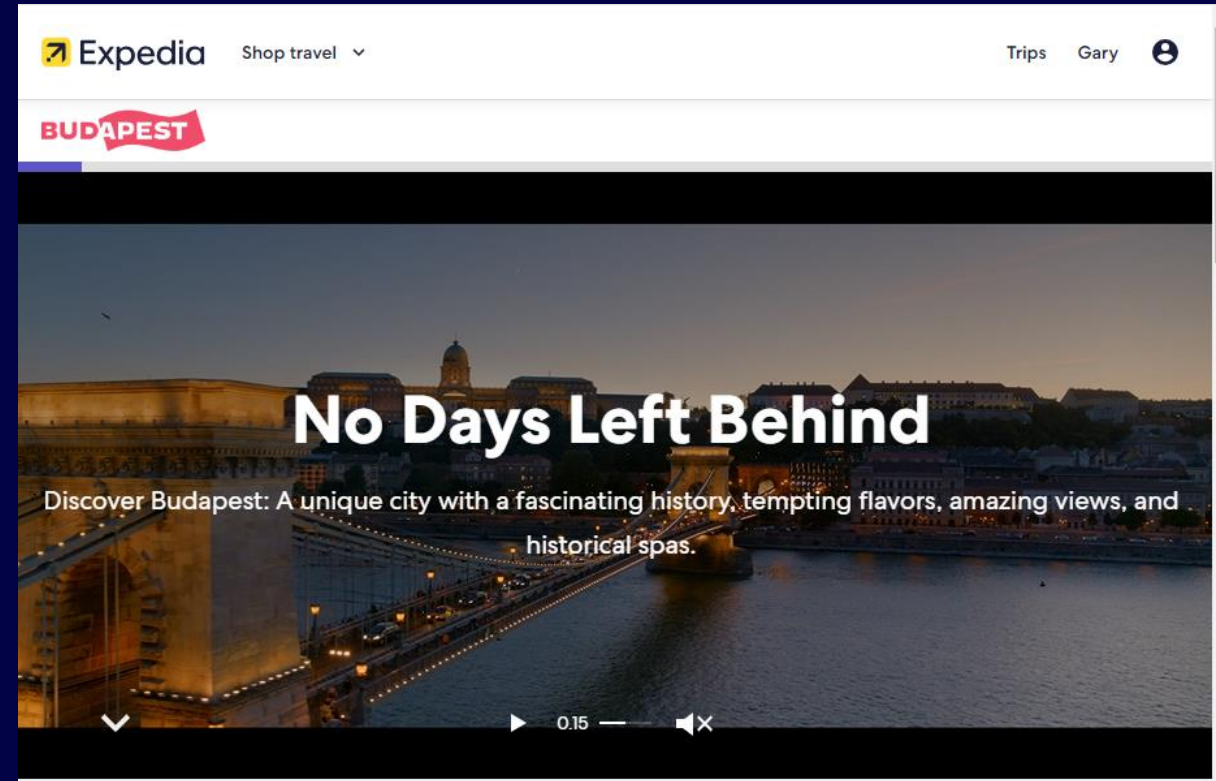 Expedia Shop travel Trips Gary
BUDAPEST
No Days Left Behind
Discover Budapest: A unique city with a fascinating history, tempting flavors, amazing views, and
historical spas.
0.15